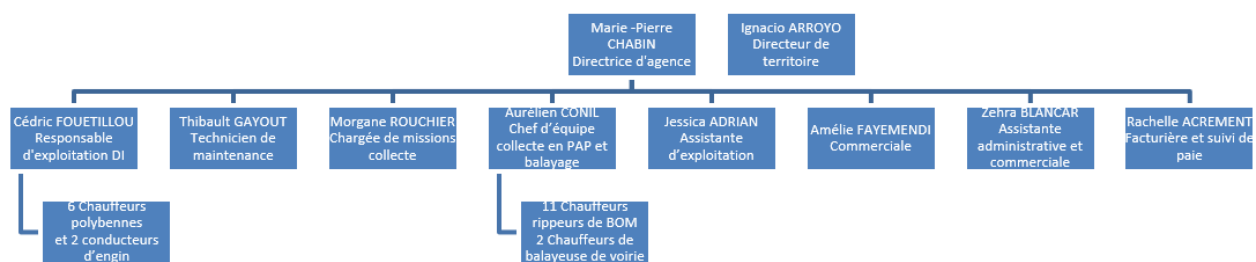 Marie -Pierre
CHABIN
Directrice d'agence
Ignacio ARROYO
Directeur de
territoire
Cédric FOUETILLOU
Responsable
d'exploitation DI
Thibault GAYOUT
Technicien de
maintenance
Morgane ROUCHIER
Chargée de missions
collecte
Aurélien CONIL
Chef d’équipe
collecte en PAP et
balayage
Jessica ADRIAN
Assistante
d’exploitation
Amélie FAYEMENDI
Commerciale
Zehra BLANCAR
Assistante
administrative et
commerciale
Rachelle ACREMENT
Facturière et suivi de
paie
6 Chauffeurs
polybennes
et 2 conducteurs
d’engin
11 Chauffeurs
rippeurs de BOM
2 Chauffeurs de
balayeuse de voirie